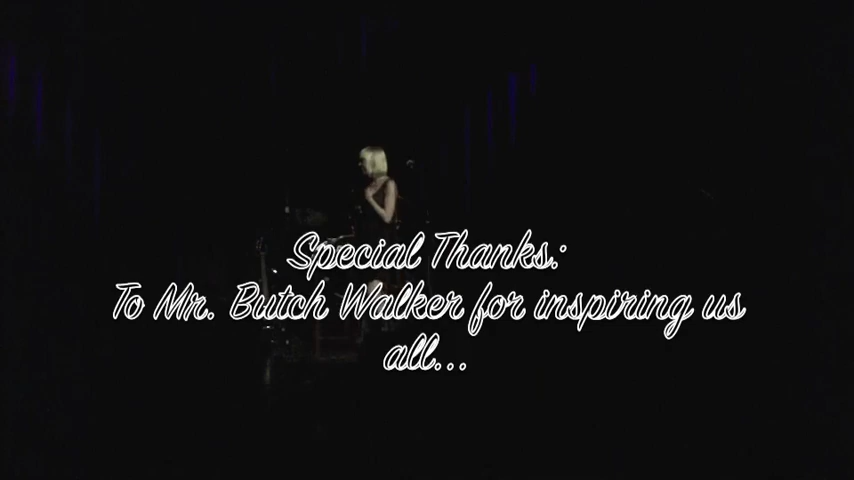 Special Thanks:
To Mr. Butch Walker for inspiring us
all...